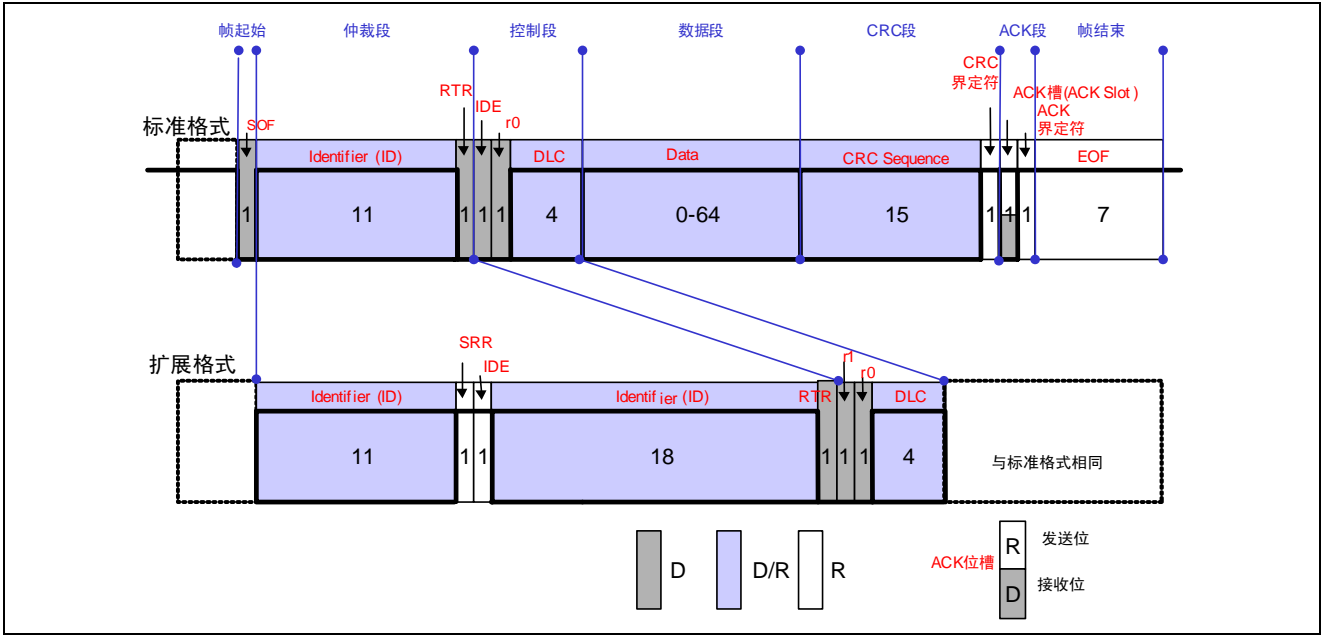 帧起始 仲裁段 控制段 数据段 CRC段 ACK段 帧结束
CRC
界定符
RTR
IDE
r0
ACK槽(ACK Slot)
ACK
界定符
标准格式
SOF
Identifier (ID) DLC Data CRC Sequence EOF
1 11 1 1 1 4 0-64 15 1 1 1 7
扩展格式
SRR
IDE
r1
r0
Identifier (ID) Identifier (ID) RTR DLC
11 1 1 18 1 1 1 4 与标准格式相同
D D/R R
ACK位槽
R 发送位
D 接收位